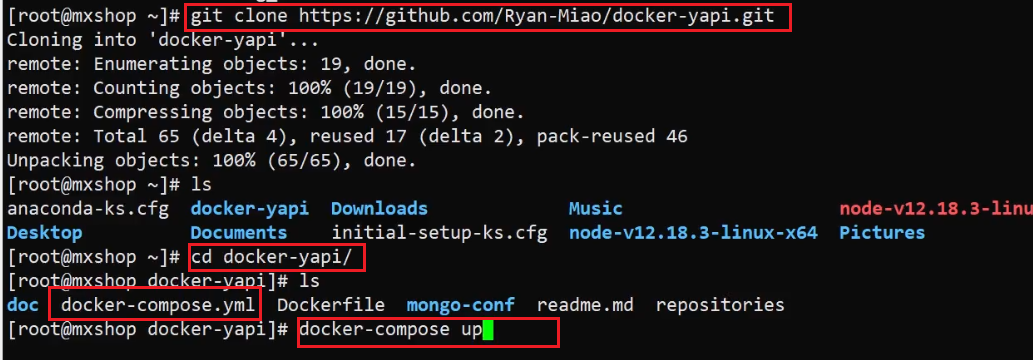 [root@mxshop ~]# git clone https://github.com/Ryan-Miao/docker-yapi.git
Cloning into 'docker-yapi'...
remote: Enumerating objects: 19, done.
remote: Counting objects: 100% (19/19), done.
remote: Compressing objects: 100% (15/15), done.
remote: Total 65 (delta 4), reused 17 (delta 2), pack-reused 46
Unpacking objects: 100% (65/65), done.
[root@mxshop ~]# ls
anaconda-ks.cfg docker-yapi Downloads Music node-v12.18.3-linu
Desktop Documents initial-setup-ks.cfg node-v12.18.3-linux-x64 Pictures
[root@mxshop ~]# cd docker-yapi/
[root@mxshop docker-yapi]# ls
doc docker-compose.yml Dockerfile mongo-conf readme.md repositories
[root@mxshop docker-yapi]# docker-compose up